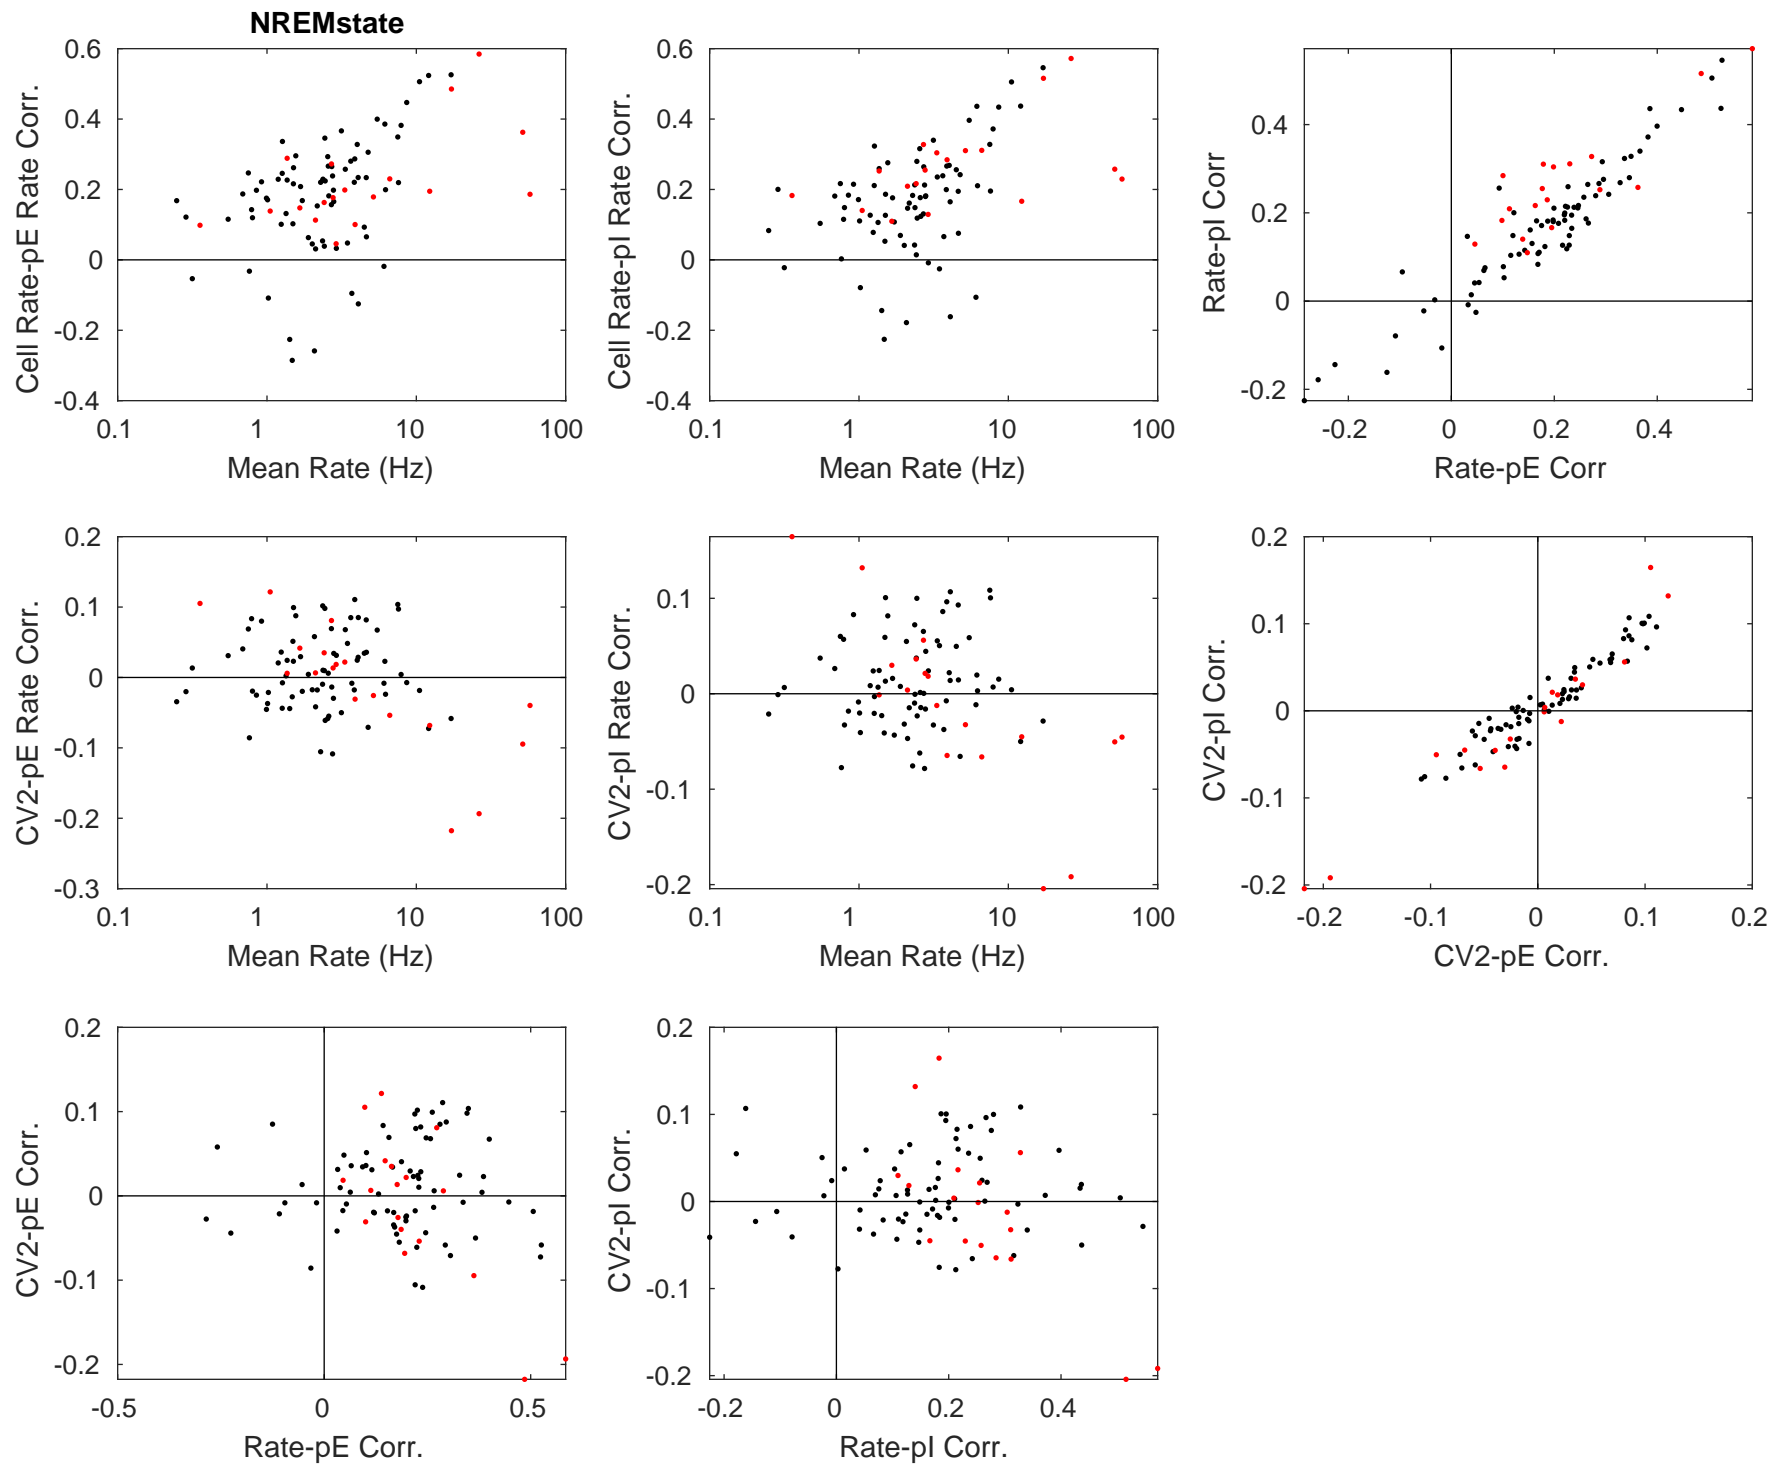 NREMstate
0.6
0.4
0.2
0
-0.2
-0.4
Cell Rate-pE Rate Corr.
0.1 1 10 100
Mean Rate (Hz)
0.6
0.4
0.2
0
-0.2
-0.4
Cell Rate-pI Rate Corr.
0.1 1 10 100
Mean Rate (Hz)
0.4
0.2
0
-0.2
Rate-pI Corr
-0.2 0 0.2 0.4
Rate-pE Corr
0.2
0.1
0
-0.1
-0.2
-0.3
CV2-pE Rate Corr.
0.1 1 10 100
Mean Rate (Hz)
0.1
0
-0.1
-0.2
CV2-pI Rate Corr.
0.1 1 10 100
Mean Rate (Hz)
0.2
0.1
0
-0.1
-0.2
CV2-pI Corr.
-0.2 -0.1 0 0.1 0.2
CV2-pE Corr.
0.2
0.1
0
-0.1
-0.2
CV2-pE Corr.
-0.5 0 0.5
Rate-pE Corr.
0.2
0.1
0
-0.1
-0.2
CV2-pI Corr.
-0.2 0 0.2 0.4
Rate-pI Corr.